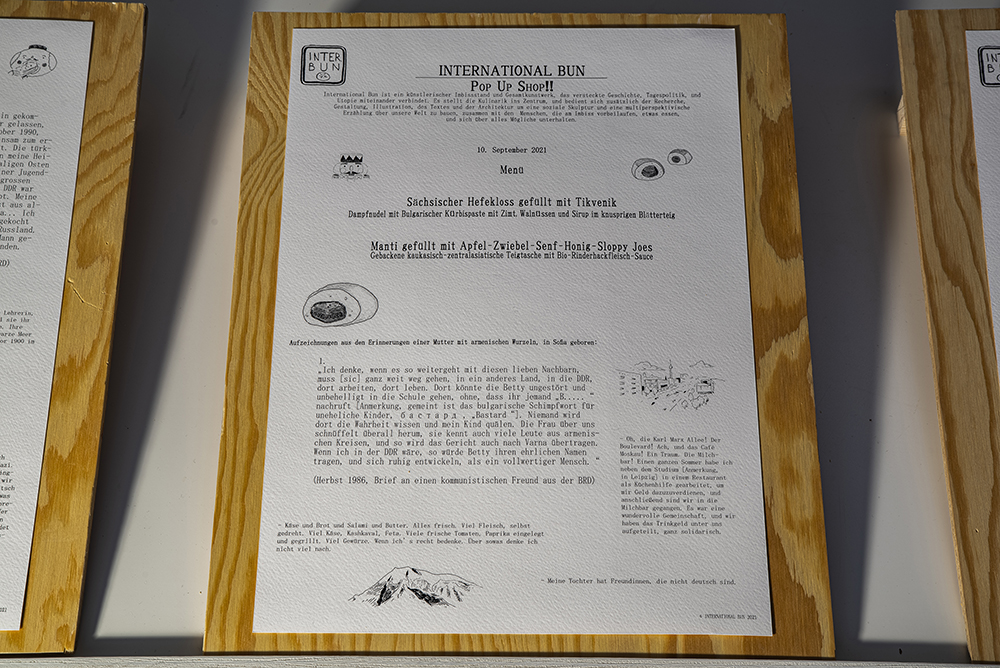 INTER
BUN
INTERNATIONAL BUN
POP UP SHOP!!
International Bun ist ein künstlerischer Imbissstand und Gesamtkunstwerk, das versteckte Geschichte, Tagespolitik, und
Utopie miteinander verbindet. Es stellt die Kulinarik ins Zentrum, und bedient sich zusätzlich der Recherche,
Gestaltung, Illustration, des Textes und der Architektur um eine soziale Skulptur und eine multiperspektivische
Erzählung über unsere Welt zu bauen, zusammen mit den Menschen, die am Imbiss vorbeilaufen, etwas essen,
und sich über alles Mögliche unterhalten.
10. September 2021
Menü
Sächsischer Hefekloss gefüllt mit Tikvenik
Dampfnudel mit Bulgarischer Kürbispaste mit Zimt, Walnüssen und Sirup im knusprigen Blätterteig
Manti gefüllt mit Apfel-Zwiebel-Senf-Honig-Sloppy Joes
Gebackene kaukasisch-zentralasiatische Teigtasche mit Bio-Rinderhackfleisch-Sauce
Aufzeichnungen aus den Erinnerungen einer Mutter mit armenischen Wurzeln, in Sofia geboren:
1.
„Ich denke, wenn es so weitergeht mit diesen lieben Nachbarn,
muss [sic] ganz weit weg gehen, in ein anderes Land, in die DDR,
dort arbeiten, dort leben. Dort könnte die Betty ungestört und
unbehelligt in die Schule gehen, ohne, dass ihr jemand „B..... "
nachruft [Anmerkung, gemeint ist das bulgarische Schimpfwort für
uneheliche Kinder, бастард, „Bastard "]. Niemand wird
dort die Wahrheit wissen und mein Kind quälen. Die Frau über uns
schnüffelt überall herum, sie kennt auch viele Leute aus armenis-
chen Kreisen, und so wird das Gericht auch nach Varna übertragen.
Wenn ich in der DDR wäre, so würde Betty ihren ehrlichen Namen
tragen, und sich ruhig entwickeln, als ein vollwertiger Mensch. "
(Herbst 1986, Brief an einen kommunistischen Freund aus der BRD)
- Oh, die Karl Marx Allee! Der
Boulevard! Ach, und das Café
Moskau! Ein Traum. Die Milch-
bar! Einen ganzen Sommer habe ich
neben dem Studium [Anmerkung,
in Leipzig] in einem Restaurant
als Küchenhilfe gearbeitet, um
mir Geld dazuzuverdienen, und
anschließend sind wir in die
Milchbar gegangen. Es war eine
wundervolle Gemeinschaft, und wir
haben das Trinkgeld unter uns
aufgeteilt, ganz solidarisch.
- Käse und Brot und Salami und Butter. Alles frisch. Viel Fleisch, selbst
gedreht. Viel Käse, Kashkaval, Feta. Viele frische Tomaten, Paprika eingelegt
und gegrillt. Viel Gewürze. Wenn ich's recht bedenke. Über sowas denke ich
nicht viel nach.
- Meine Tochter hat Freundinnen, die nicht deutsch sind.
© INTERNATIONAL BUN 2021